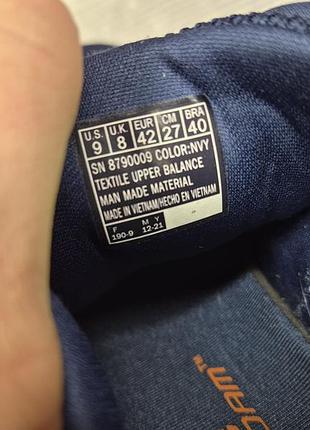 U.S. U.K. EUR CM BRA
9 8 42 27 40
SN 8790009 COLOR:NVY
TEXTILE UPPER BALANCE
MAN MADE MATERIAL
MADE IN VIETNAM/HECHO EN VIETNAM
F M Y
190-9 12-21